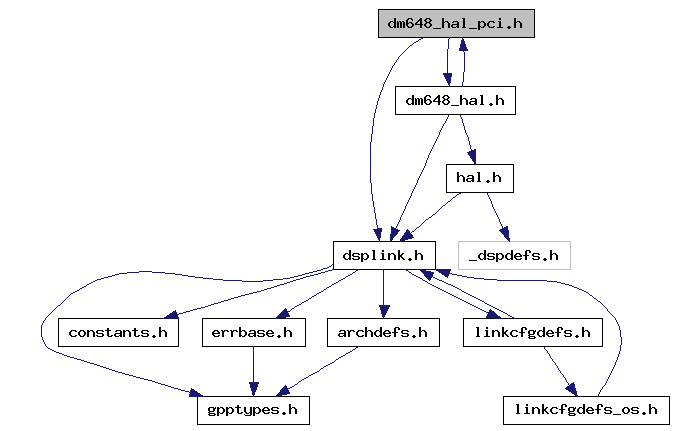 dm648_hal_pci.h
dm648_hal.h
hal.h
dsplink.h
_dspdefs.h
constants.h
errbase.h
archdefs.h
linkcfgdefs.h
gpptypes.h
linkcfgdefs_os.h